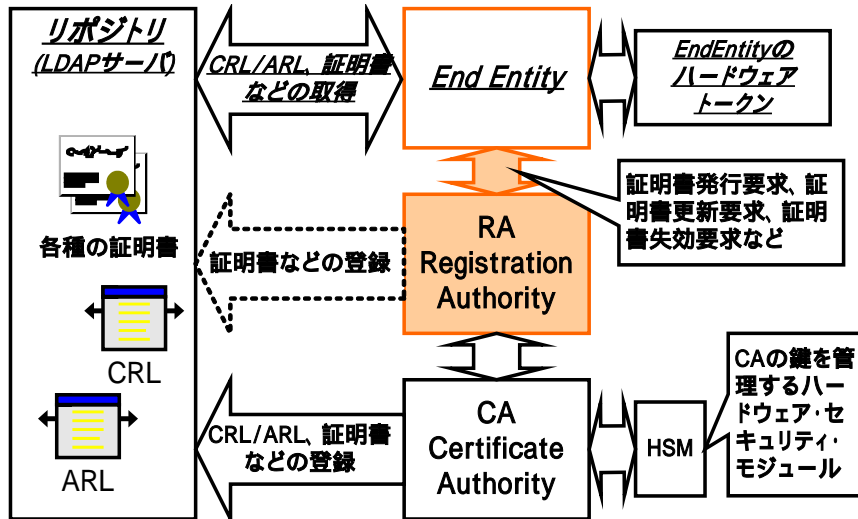 リポジトリ
(LDAPサーバ)
各種の証明書
CRL
ARL
CRL/ARL、証明書
などの取得
End Entity
EndEntityの
ハードウェア
トークン
証明書発行要求、証
明書更新要求、証明
書失効要求など
証明書などの登録
RA
Registration
Authority
CRL/ARL、証明書
などの登録
CA
Certificate
Authority
HSM
CAの鍵を管
理するハー
ドウェア・セ
キュリティ・
モジュール